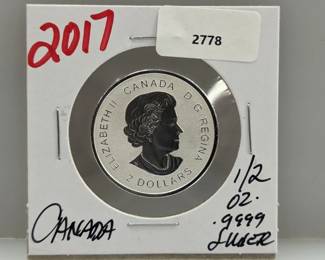 2017
2778
ELIZABETH II CANADA D·G·REGINA
2 DOLLARS
CANADA
1/2
OZ.
.9999
SILVER